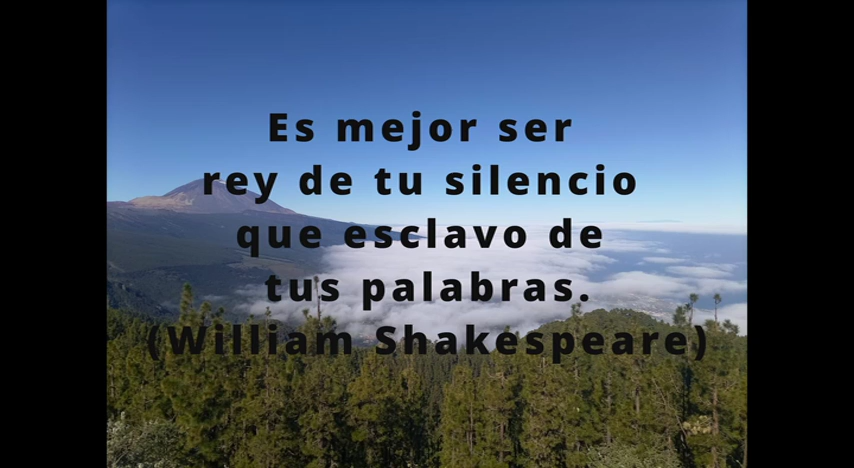 Es mejor ser
rey de tu silencio
que esclavo de
tus palabras.
(William Shakespeare)